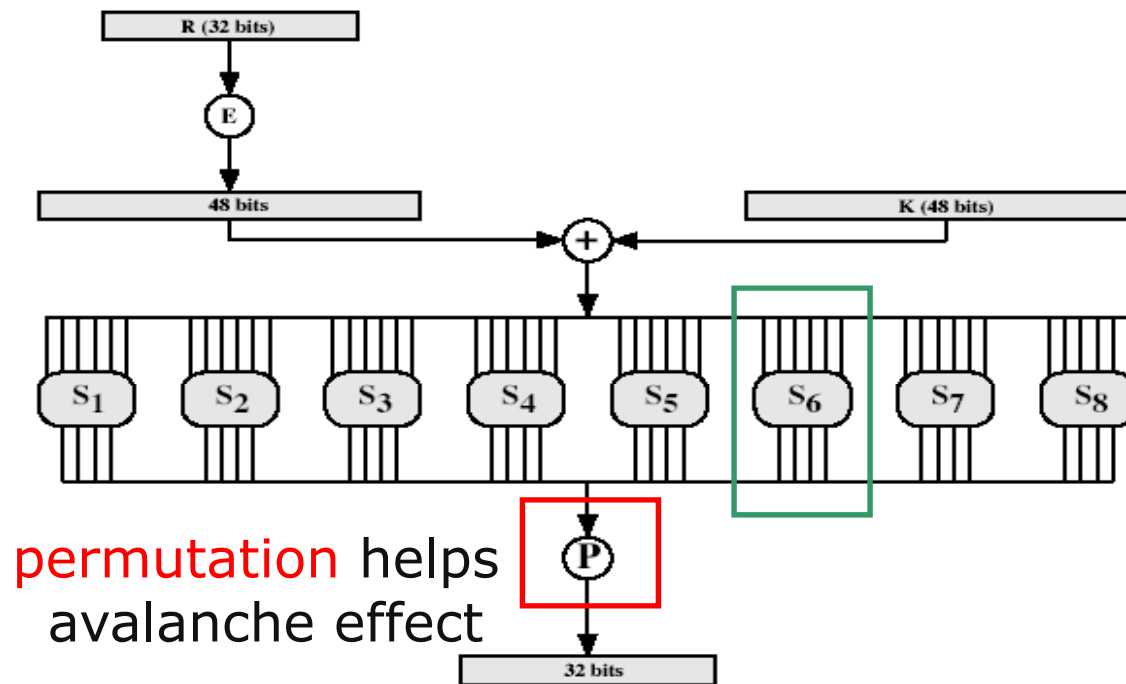 R (32 bits)
E
48 bits
K (48 bits)
+
S1 S2 S3 S4 S5 S6 S7 S8
permutation helps
avalanche effect
P
32 bits